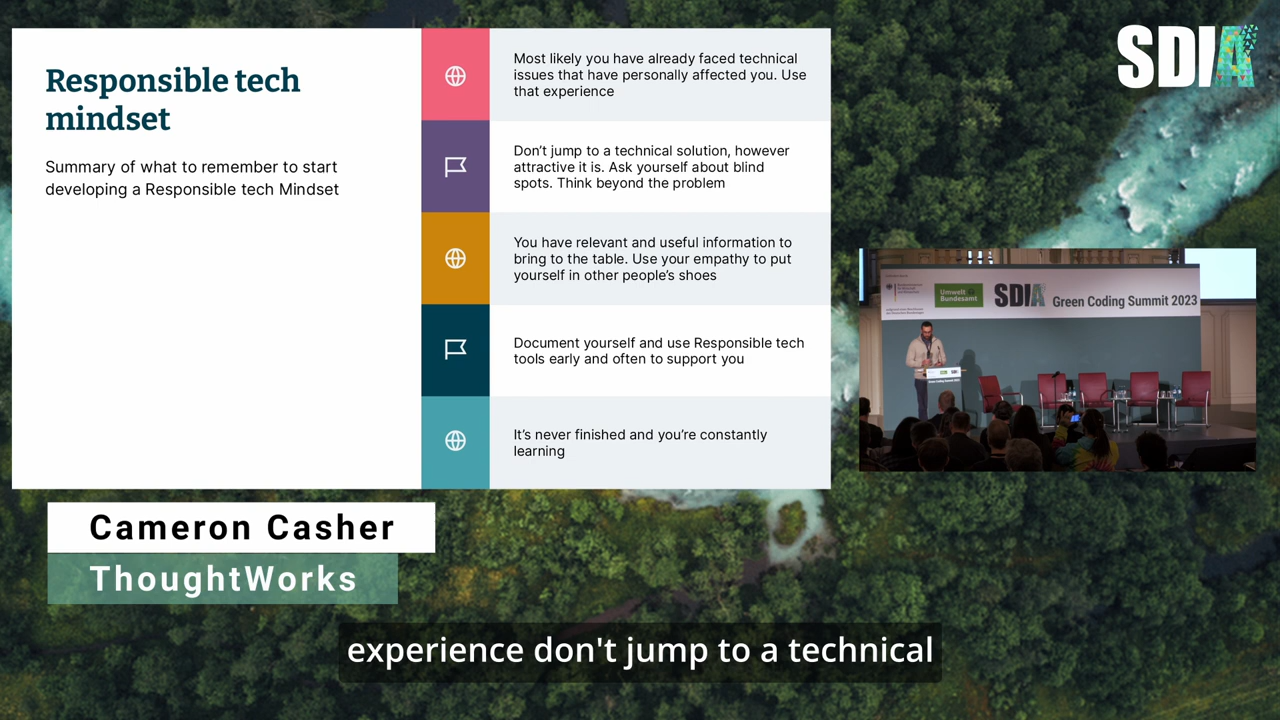 Responsible tech
mindset
Summary of what to remember to start
developing a Responsible tech Mindset
Most likely you have already faced technical
issues that have personally affected you. Use
that experience
Don’t jump to a technical solution, however
attractive it is. Ask yourself about blind
spots. Think beyond the problem
You have relevant and useful information to
bring to the table. Use your empathy to put
yourself in other people’s shoes
Document yourself and use Responsible tech
tools early and often to support you
It’s never finished and you’re constantly
learning
SDIA
Umwelt
Bundesamt
SDIA
Green Coding Summit 2023
Cameron Casher
ThoughtWorks
experience don't jump to a technical